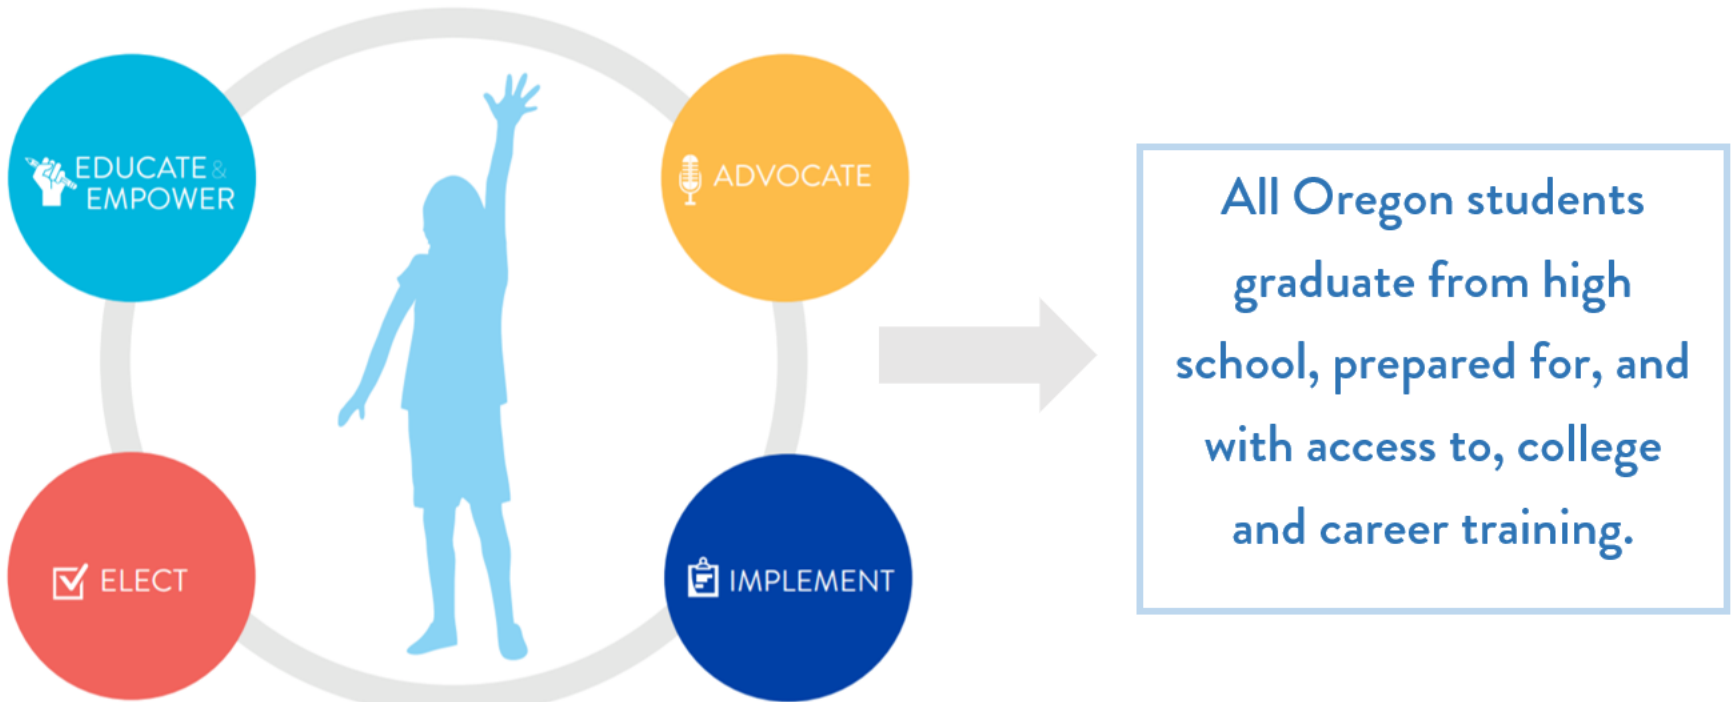 EDUCATE &
EMPOWER
ADVOCATE
ELECT
IMPLEMENT
All Oregon students
graduate from high
school, prepared for, and
with access to, college
and career training.